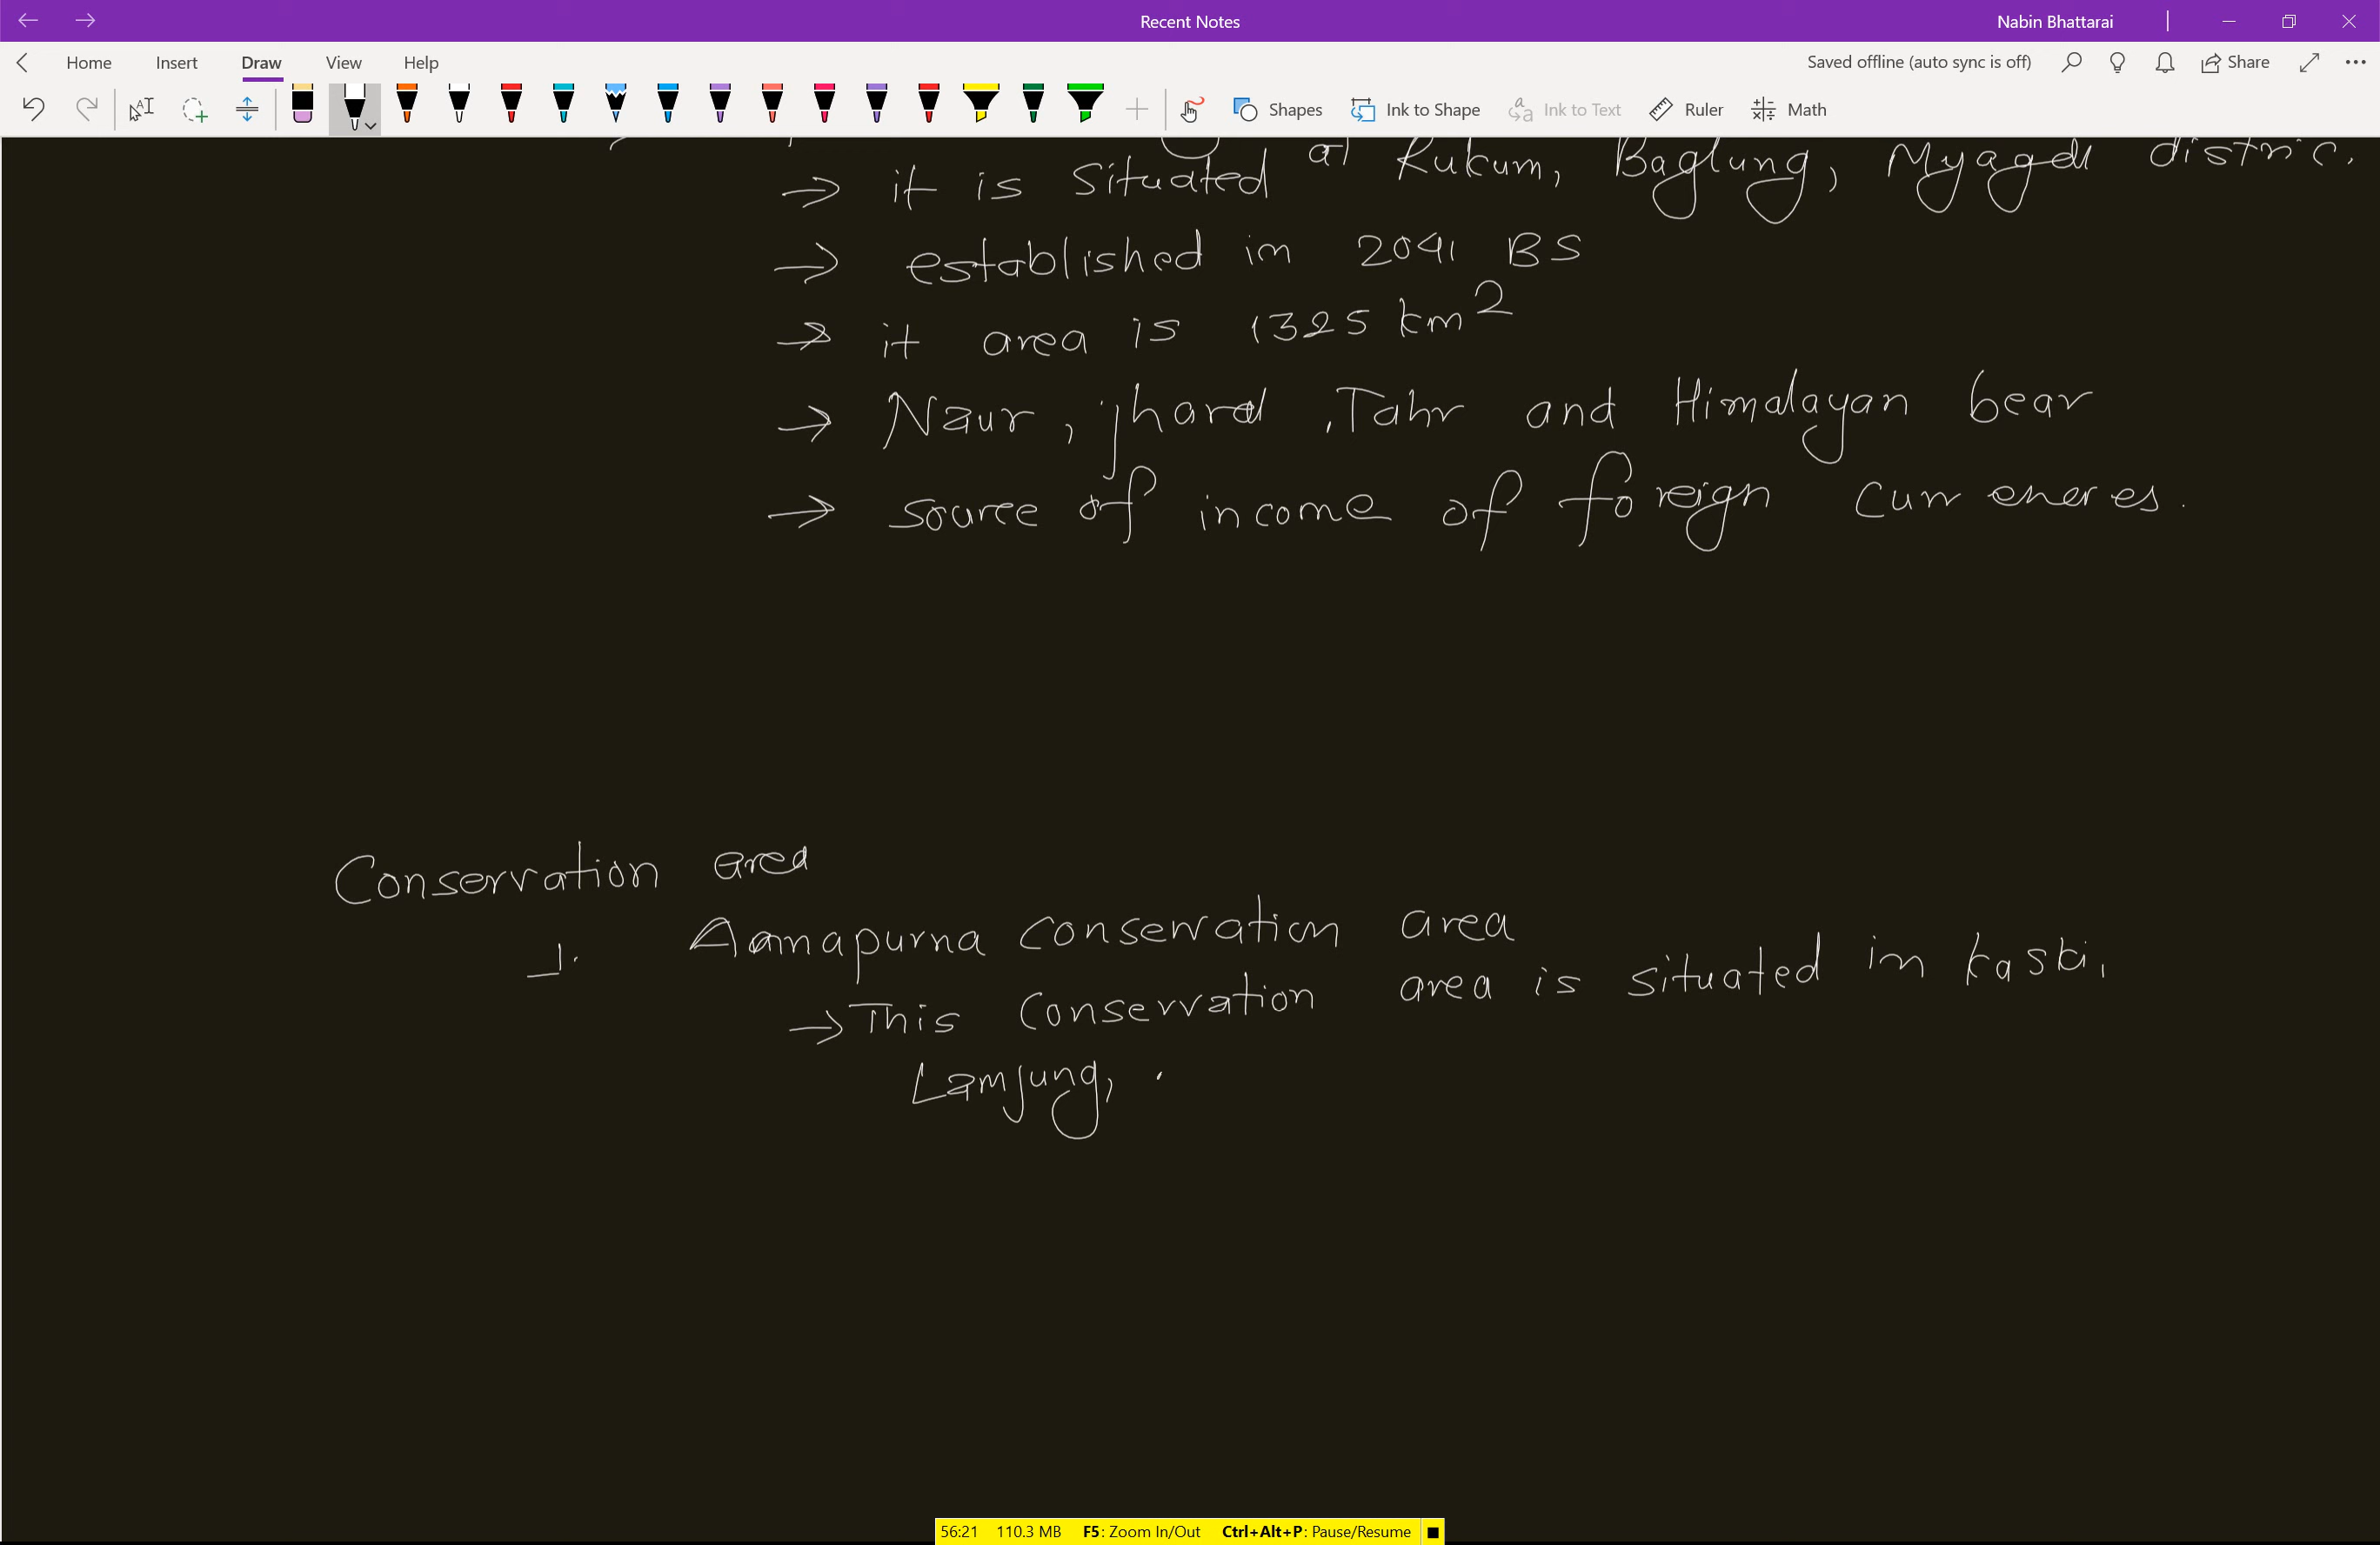 Recent Notes
Nabin Bhattarai
Home Insert Draw View Help
Saved offline (auto sync is off) Share
Shapes Ink to Shape Ink to Text Ruler Math
→ it is Situated at Rukum, Baglung, Myagdi distric.
→ established in 2041 BS
→ it area is 1325 km²
→ Naur, jharal, Tahr and Himalayan bear
→ source of income of foreign
Conservation area
1. Annapurna conservation area
→ This Conservation area is situated in kaski,
Lamjung,
56:21 110.3 MB F5: Zoom In/Out Ctrl+Alt+P: Pause/Resume